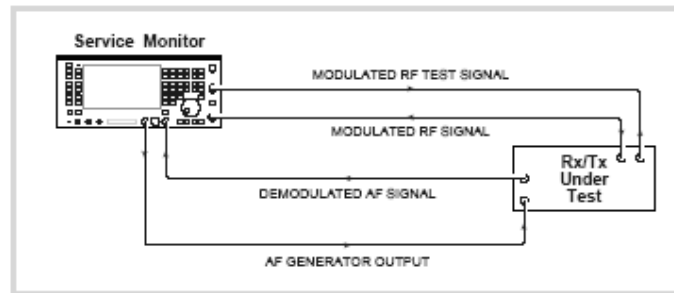 Service Monitor
MODULATED RF TEST SIGNAL
MODULATED RF SIGNAL
Rx/Tx
Under
Test
DEMODULATED AF SIGNAL
AF GENERATOR OUTPUT